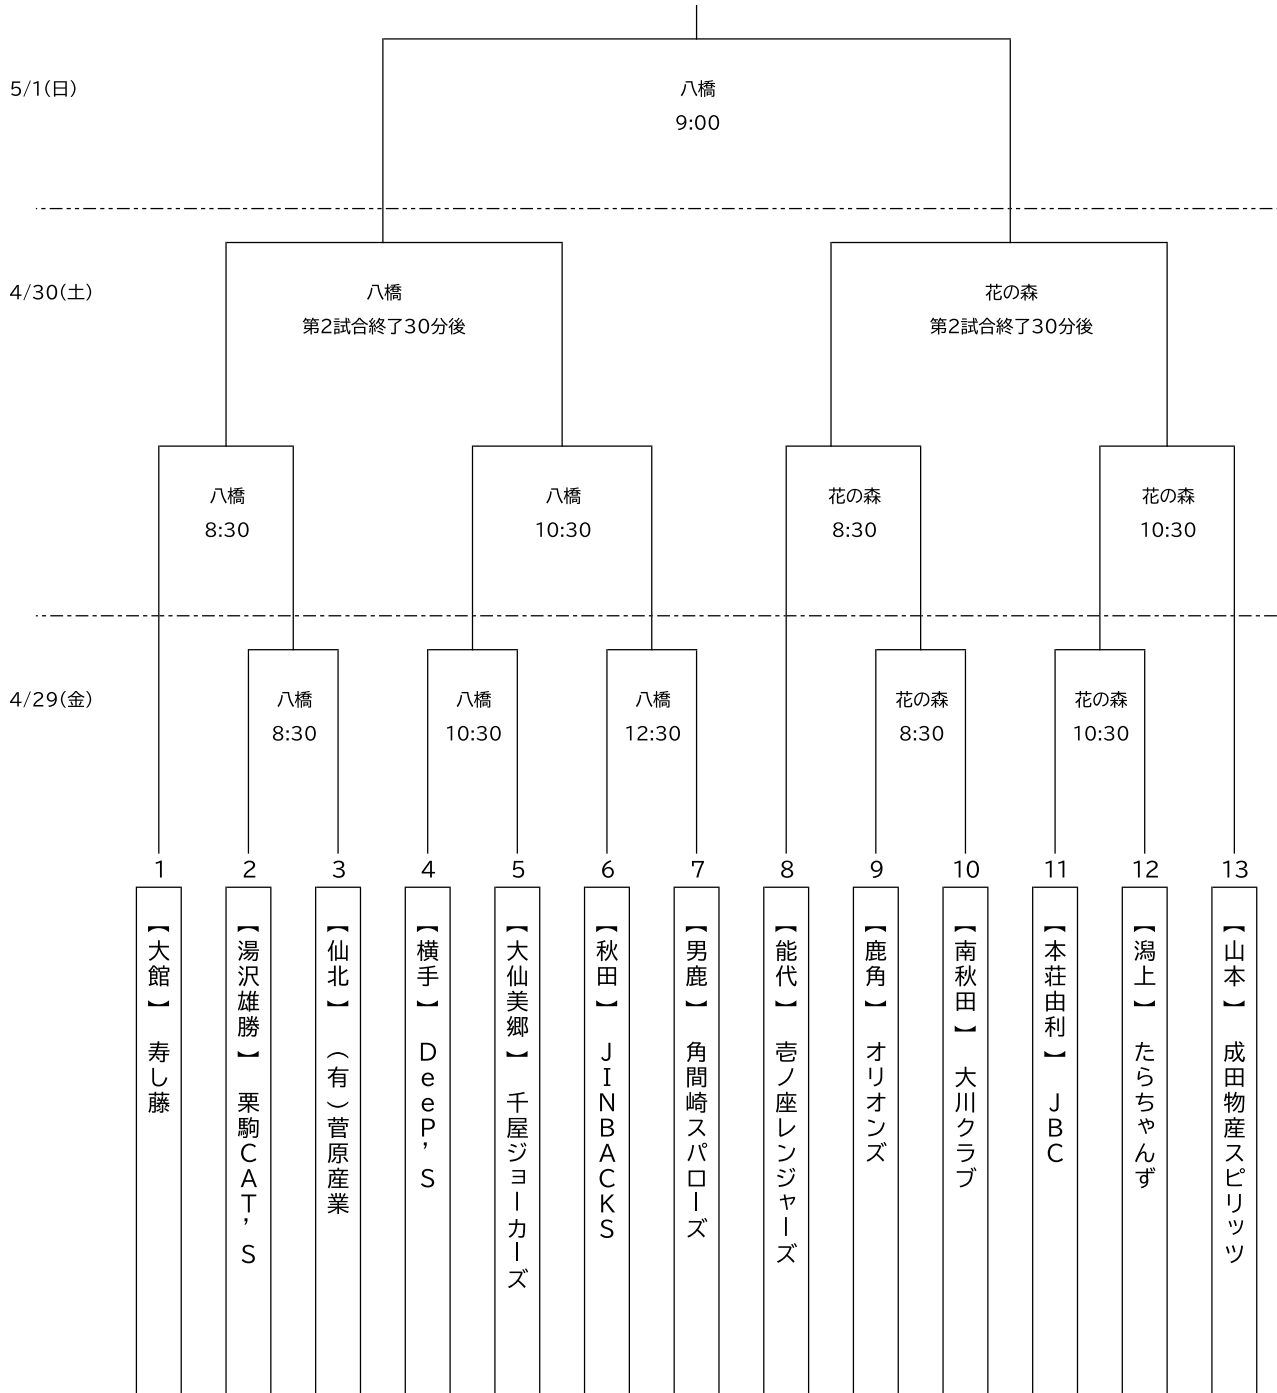 5/1(日)
八橋
9:00
4/30(土)
八橋
第2試合終了30分後
花の森
第2試合終了30分後
八橋
8:30
八橋
10:30
花の森
8:30
花の森
10:30
4/29(金)
八橋
8:30
八橋
10:30
八橋
12:30
花の森
8:30
花の森
10:30
1
2
3
4
5
6
7
8
9
10
11
12
13
【大館】 寿し藤
【湯沢雄勝】 栗駒CAT'S
【仙北】 (有)菅原産業
【横手】 DeeP'S
【大仙美郷】 千屋ジョーカーズ
【秋田】 JINBACKS
【男鹿】 角間崎スパローズ
【能代】 壱ノ座レンジャーズ
【鹿角】 オリオンズ
【南秋田】 大川クラブ
【本荘由利】 JBC
【潟上】 たらちゃんず
【山本】 成田物産スピリッツ